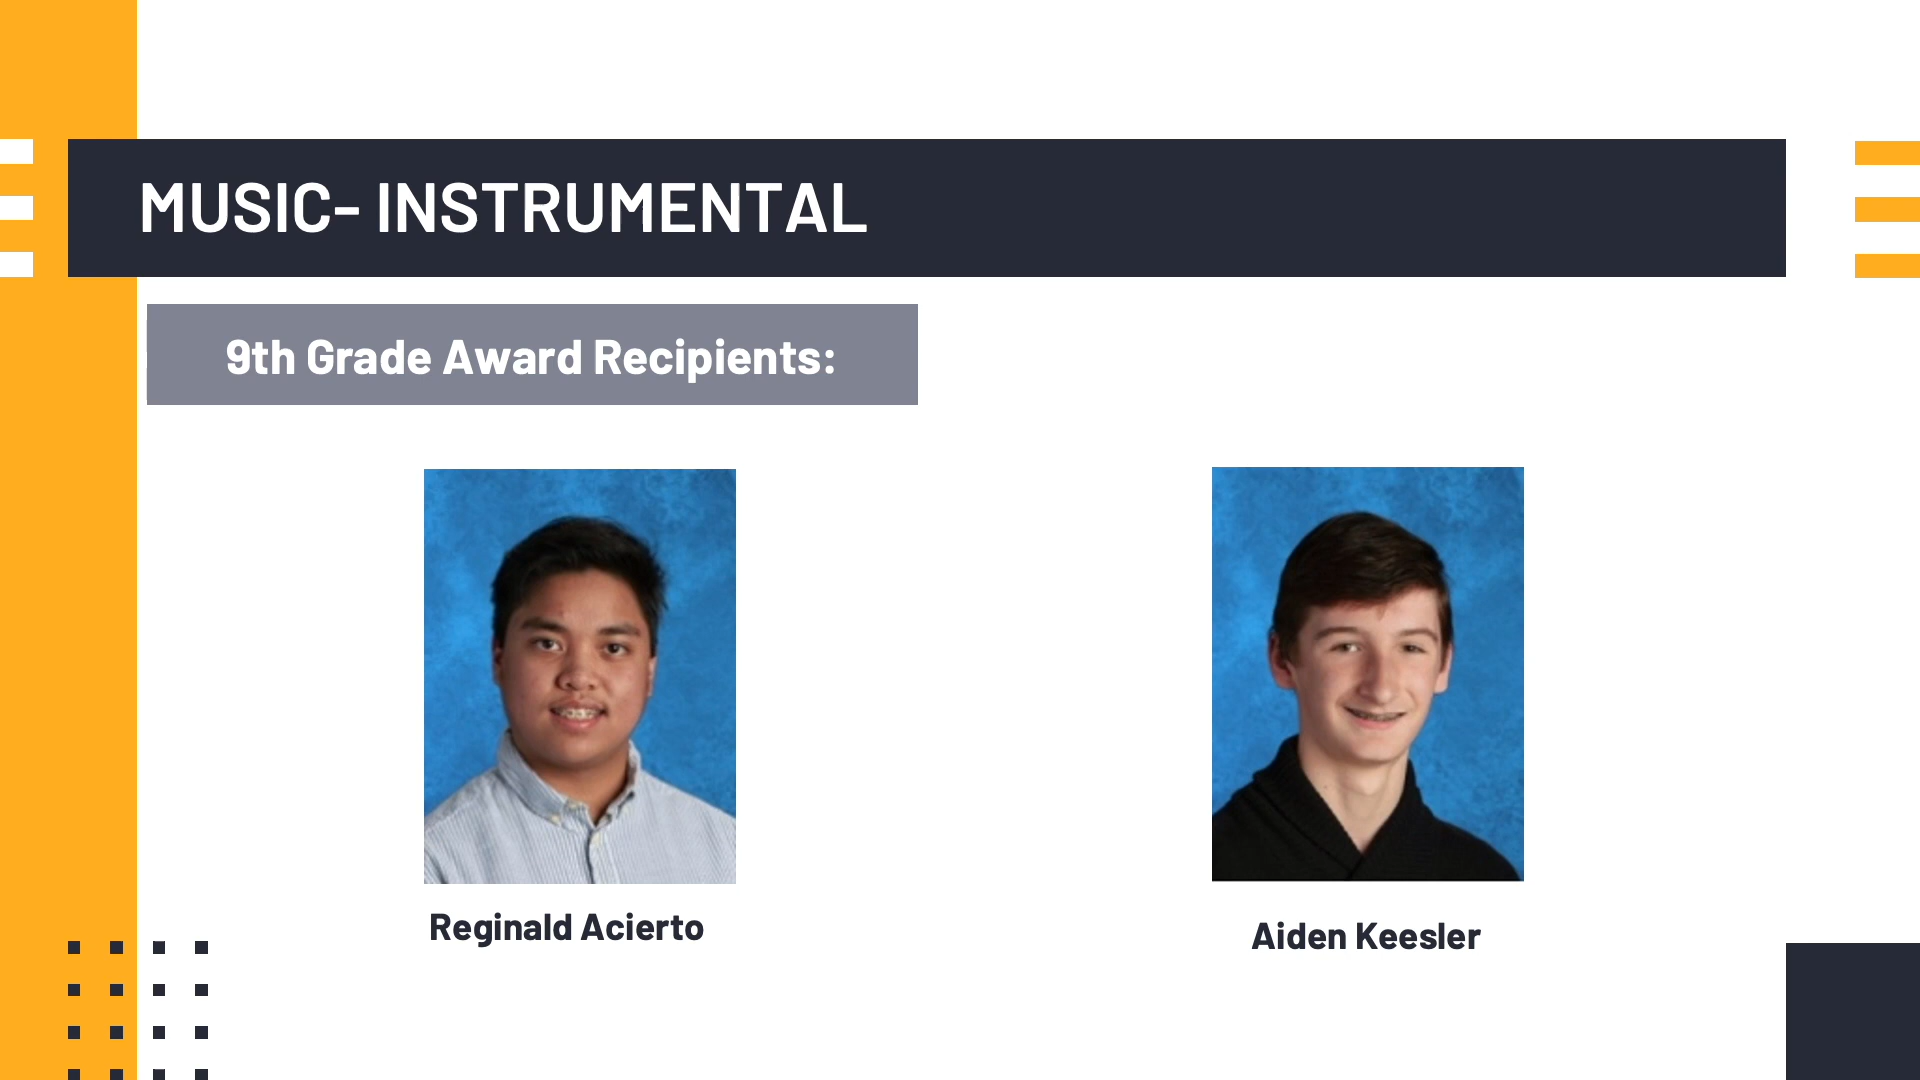 MUSIC- INSTRUMENTAL
9th Grade Award Recipients:
Reginald Acierto
Aiden Keesler